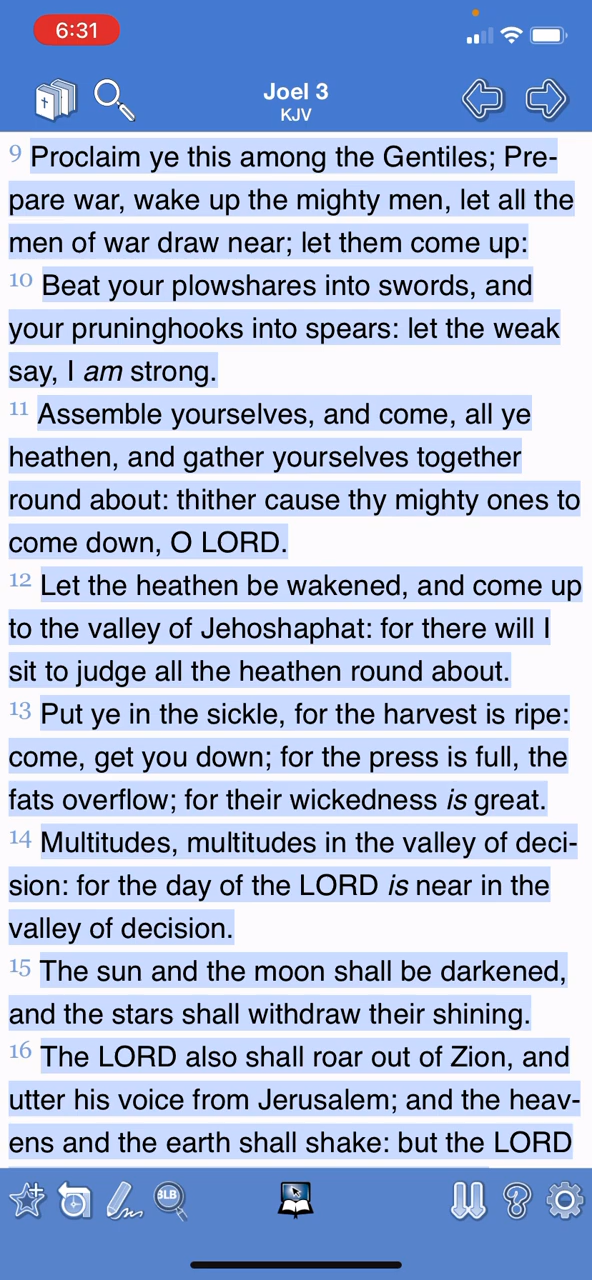 6:31
Joel 3
KJV
9 Proclaim ye this among the Gentiles; Pre-
pare war, wake up the mighty men, let all the
men of war draw near; let them come up:
10 Beat your plowshares into swords, and
your pruninghooks into spears: let the weak
say, I am strong.
11 Assemble yourselves, and come, all ye
heathen, and gather yourselves together
round about: thither cause thy mighty ones to
come down, O LORD.
12 Let the heathen be wakened, and come up
to the valley of Jehoshaphat: for there will I
sit to judge all the heathen round about.
13 Put ye in the sickle, for the harvest is ripe:
come, get you down; for the press is full, the
fats overflow; for their wickedness is great.
14 Multitudes, multitudes in the valley of deci-
sion: for the day of the LORD is near in the
valley of decision.
15 The sun and the moon shall be darkened,
and the stars shall withdraw their shining.
16 The LORD also shall roar out of Zion, and
utter his voice from Jerusalem; and the heav-
ens and the earth shall shake: but the LORD
BLB